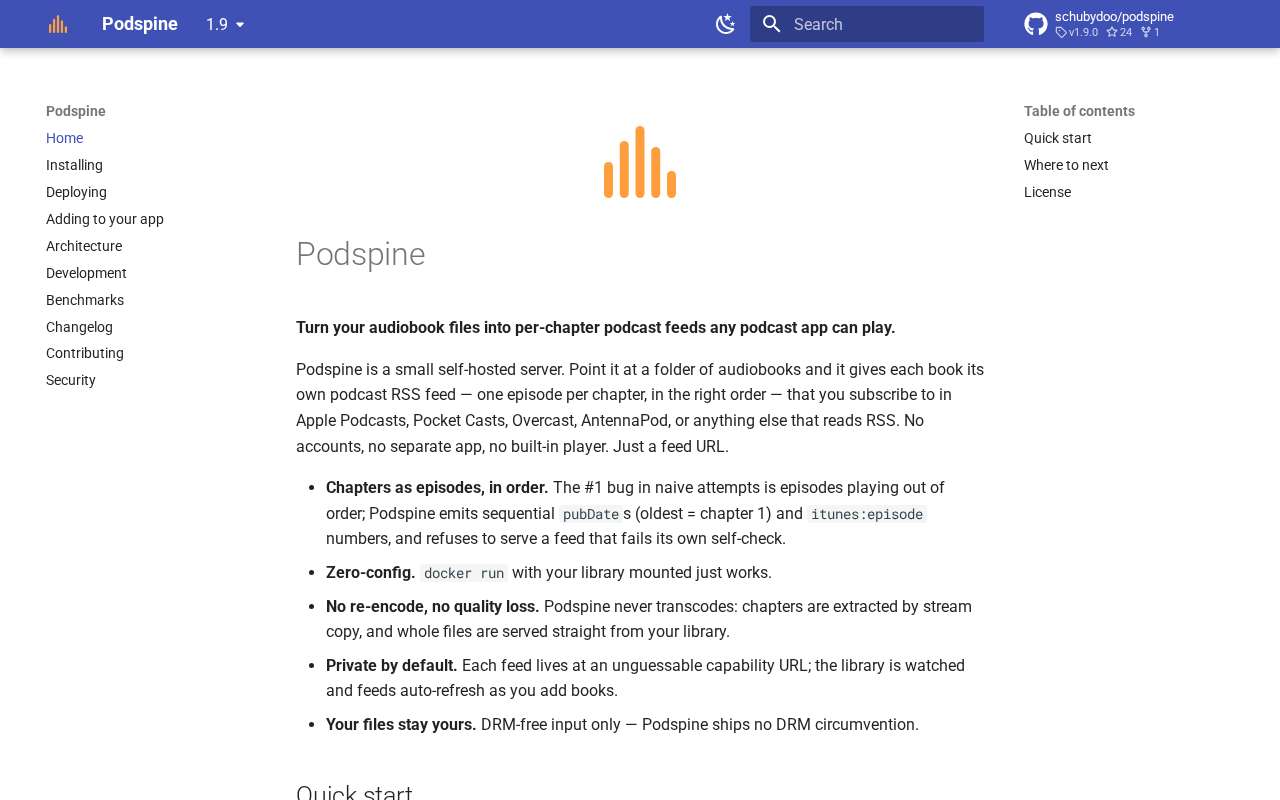 Podspine
1.9
Search
schubydoo/podspine
v1.9.0 24 1
Podspine
Home
Installing
Deploying
Adding to your app
Architecture
Development
Benchmarks
Changelog
Contributing
Security
Podspine
Turn your audiobook files into per-chapter podcast feeds any podcast app can play.
Podspine is a small self-hosted server. Point it at a folder of audiobooks and it gives each book its
own podcast RSS feed — one episode per chapter, in the right order — that you subscribe to in
Apple Podcasts, Pocket Casts, Overcast, AntennaPod, or anything else that reads RSS. No
accounts, no separate app, no built-in player. Just a feed URL.
• Chapters as episodes, in order. The #1 bug in naive attempts is episodes playing out of
order; Podspine emits sequential pubDates (oldest = chapter 1) and itunes:episode
numbers, and refuses to serve a feed that fails its own self-check.
• Zero-config. docker run with your library mounted just works.
• No re-encode, no quality loss. Podspine never transcodes: chapters are extracted by stream
copy, and whole files are served straight from your library.
• Private by default. Each feed lives at an unguessable capability URL; the library is watched
and feeds auto-refresh as you add books.
• Your files stay yours. DRM-free input only — Podspine ships no DRM circumvention.
Quick start
Table of contents
Quick start
Where to next
License